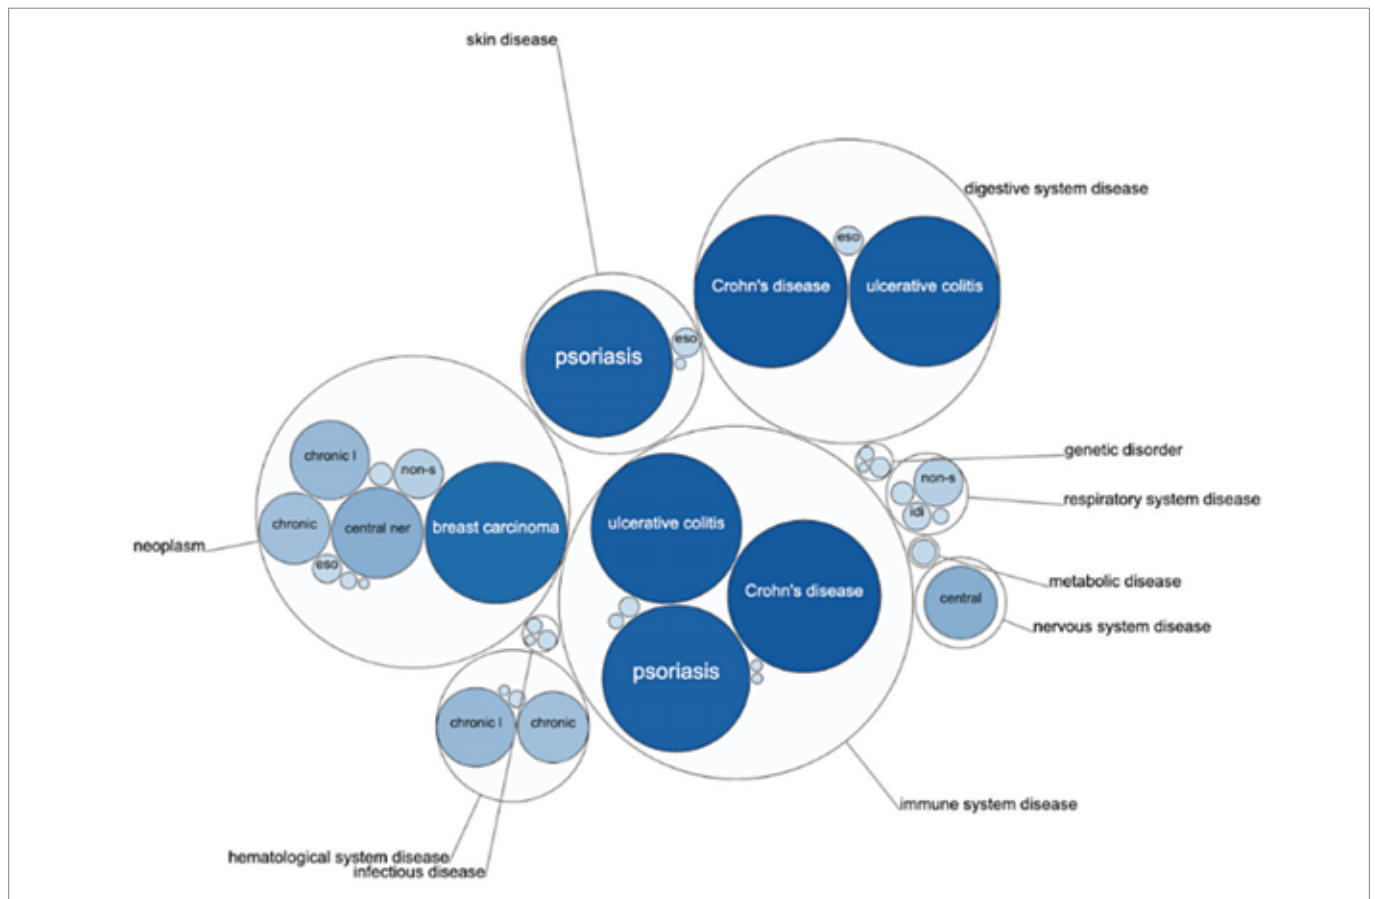 skin disease
digestive system disease
eso
Crohn's disease
ulcerative colitis
psoriasis
eso
genetic disorder
chronic l
non-s
non-s
respiratory system disease
idi
chronic
central ner
breast carcinoma
ulcerative colitis
neoplasm
eso
metabolic disease
Crohn's disease
central
nervous system disease
psoriasis
chronic l
chronic
immune system disease
hematological system disease
infectious disease